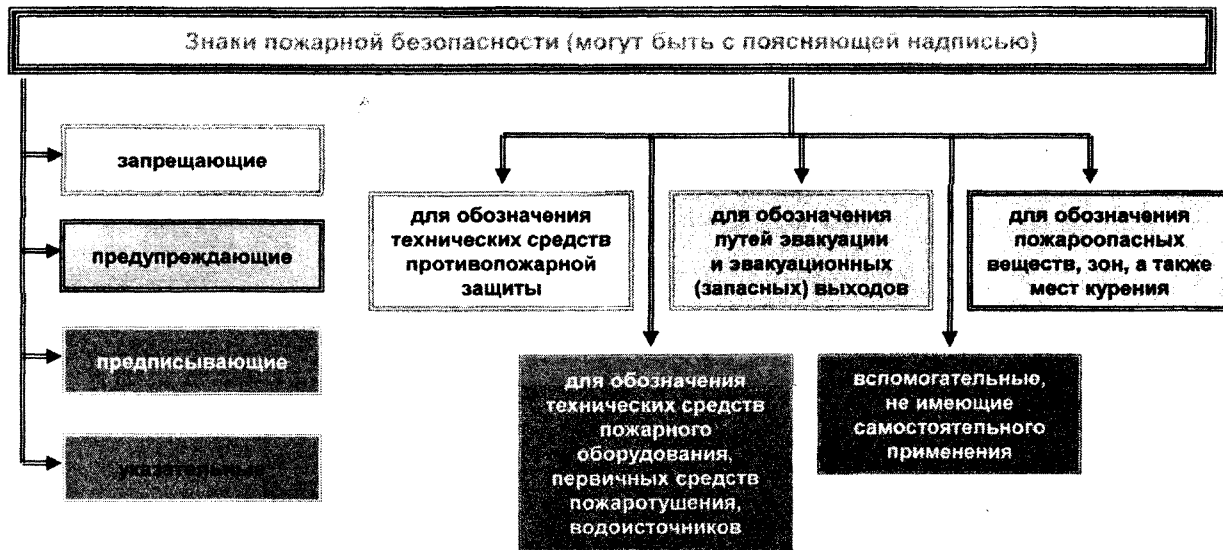 Знаки пожарной безопасности (могут быть с поясняющей надписью)
запрещающие
предупреждающие
предписывающие
указательные
для обозначения
технических средств
противопожарной
защиты
для обозначения
путей эвакуации
и эвакуационных
(запасных) выходов
для обозначения
пожароопасных
веществ, зон, а также
мест курения
для обозначения
технических средств
пожарного
оборудования,
первичных средств
пожаротушения,
водоисточников
вспомогательные,
не имеющие
самостоятельного
применения